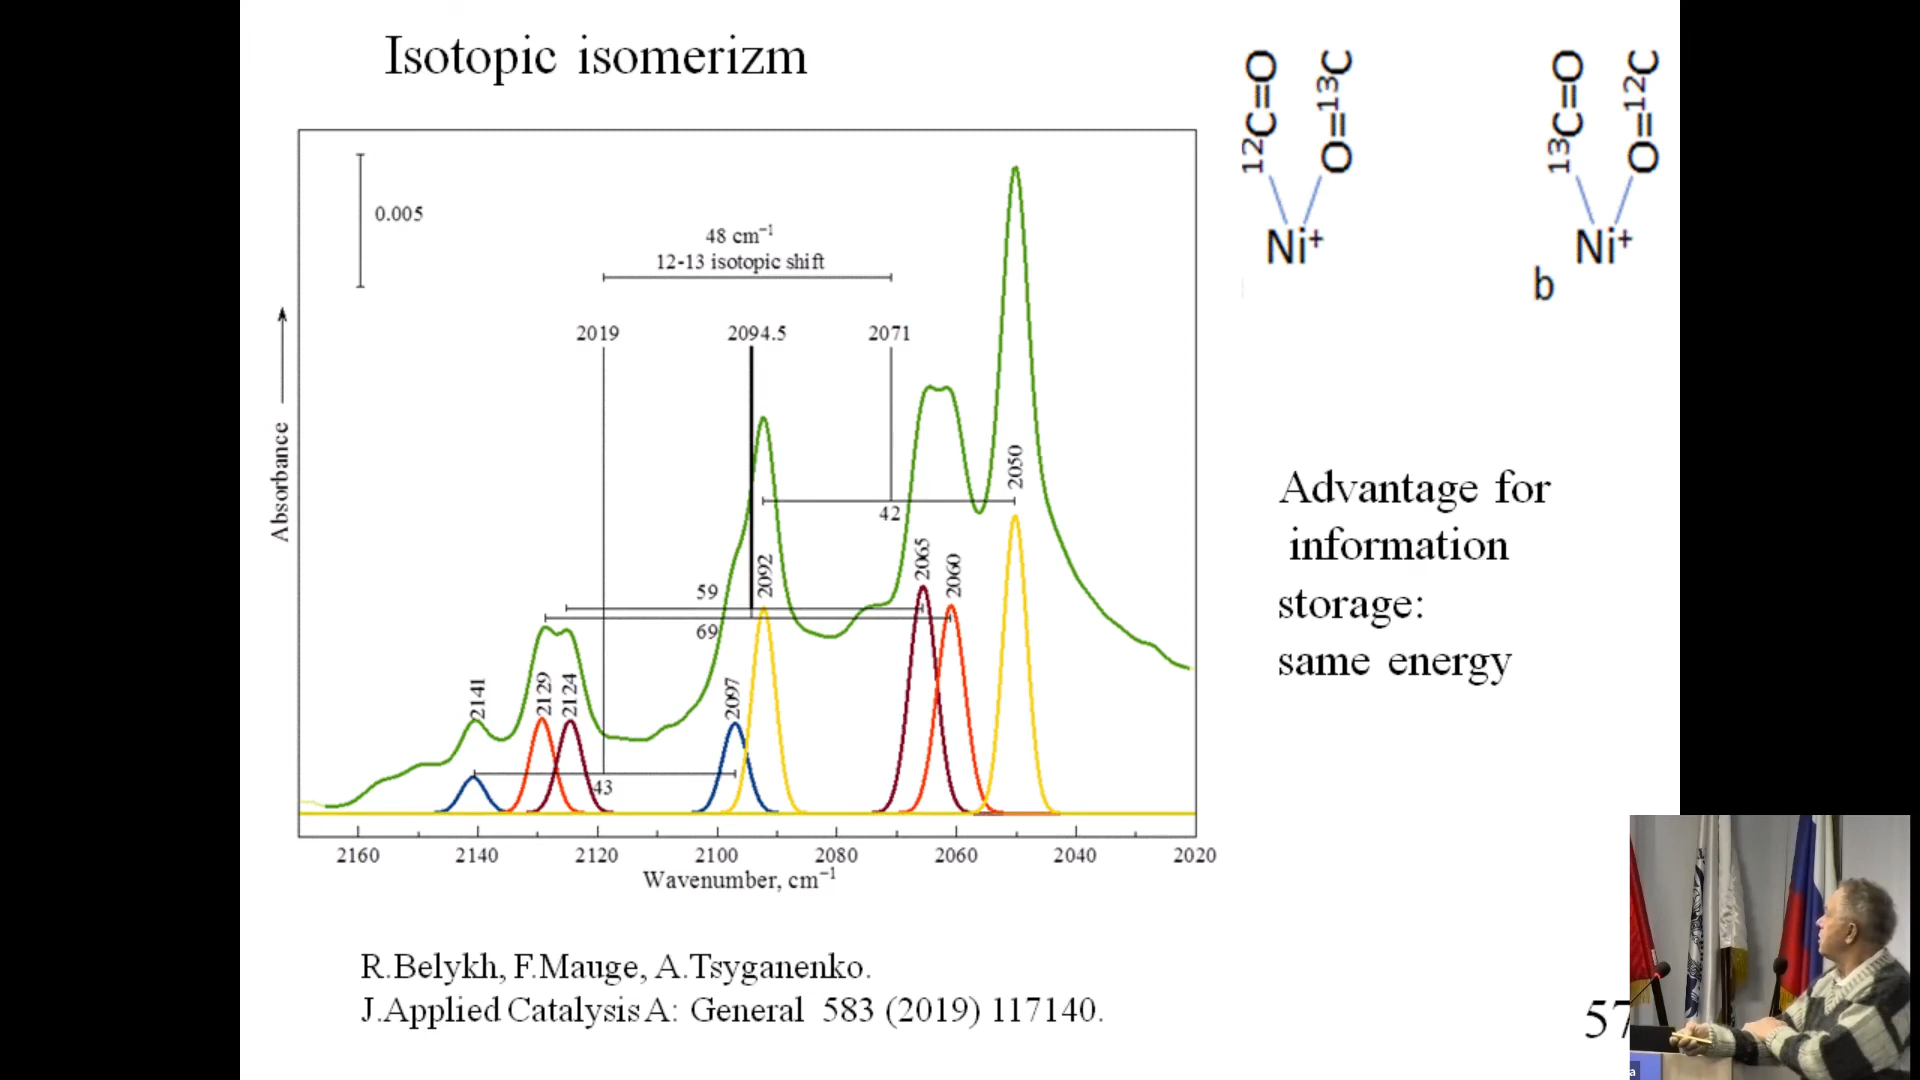 Isotopic isomerizm
0.005
48 cm⁻¹
12-13 isotopic shift
2019 2094.5 2071
2050
42
2065
2060
2092
59
69
2097
2141
2129
2124
43
Absorbance
2160 2140 2120 2100 2080 2060 2040 2020
Wavenumber, cm⁻¹
¹²C=O O=¹³C
Ni⁺
¹³C=O O=¹²C
Ni⁺
b
Advantage for
information
storage:
same energy
R.Belykh, F.Mauge, A.Tsyganenko.
J.Applied Catalysis A: General 583 (2019) 117140.
57
a